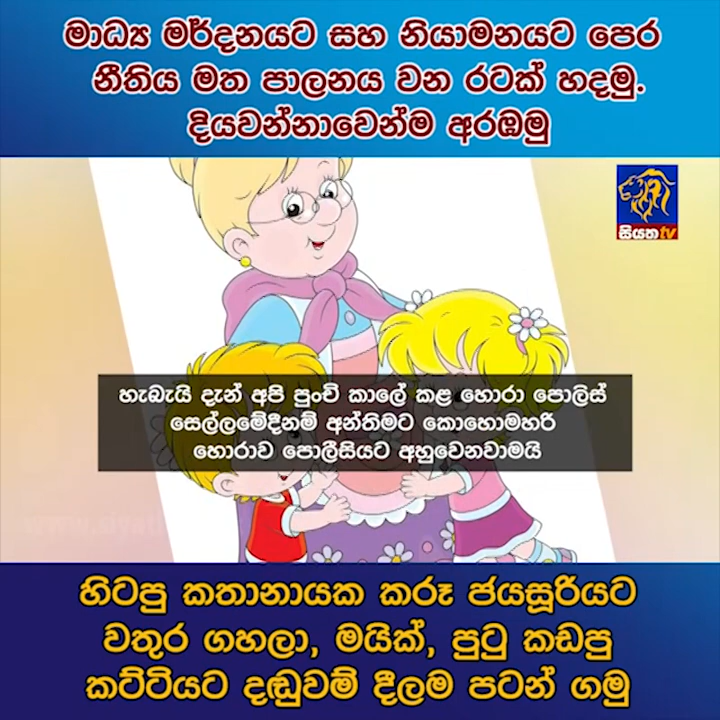 මාධ්‍ය මර්දනයට සහ නියාමනයට පෙර
නීතිය මත පාලනය වන රටක් හදමු.
දියවන්නාවෙන්ම අරඹමු
සියත tv
හැබැයි දැන් අපි පුංචි කාලේ කළ හොරා පොලිස්
සෙල්ලමේදීනම් අන්තිමට කොහොමහරි
හොරාව පොලීසියට අහුවෙනවාමයි
හිටපු කතානායක කරූ ජයසූරියට
වතුර ගහලා, මයික්, පුටු කඩපු
කට්ටියට දඬුවම් දීලම පටන් ගමු